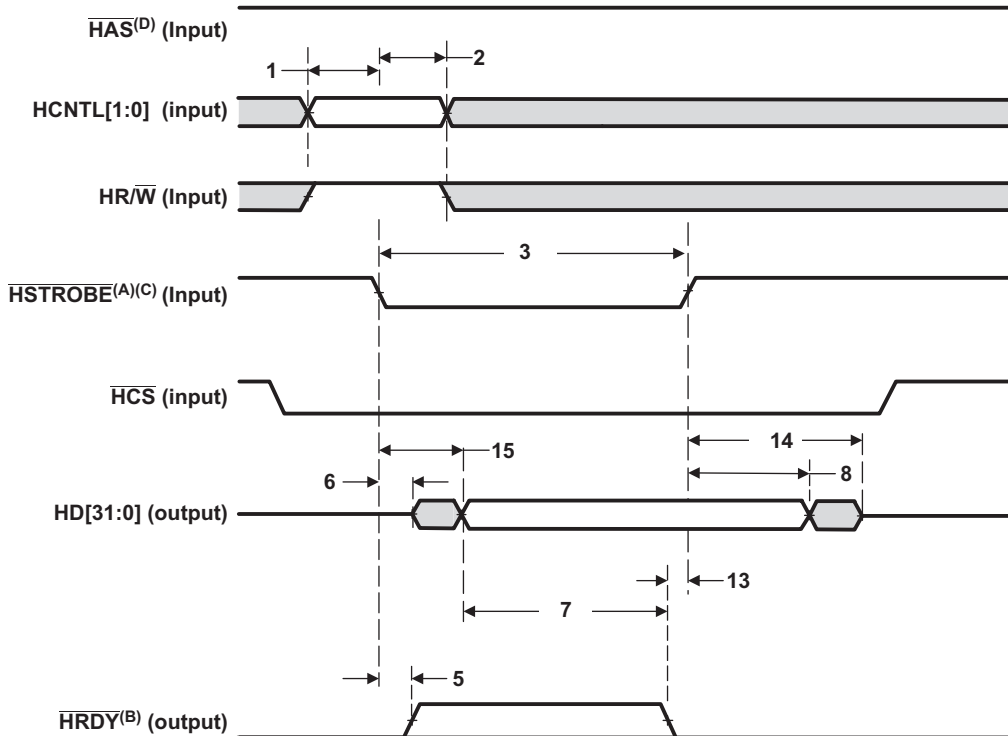 HAS(D) (Input)
1
2
HCNTL[1:0] (input)
HR/W (Input)
3
HSTROBE(A)(C) (Input)
HCS (input)
14
15
6
8
HD[31:0] (output)
13
7
5
HRDY(B) (output)